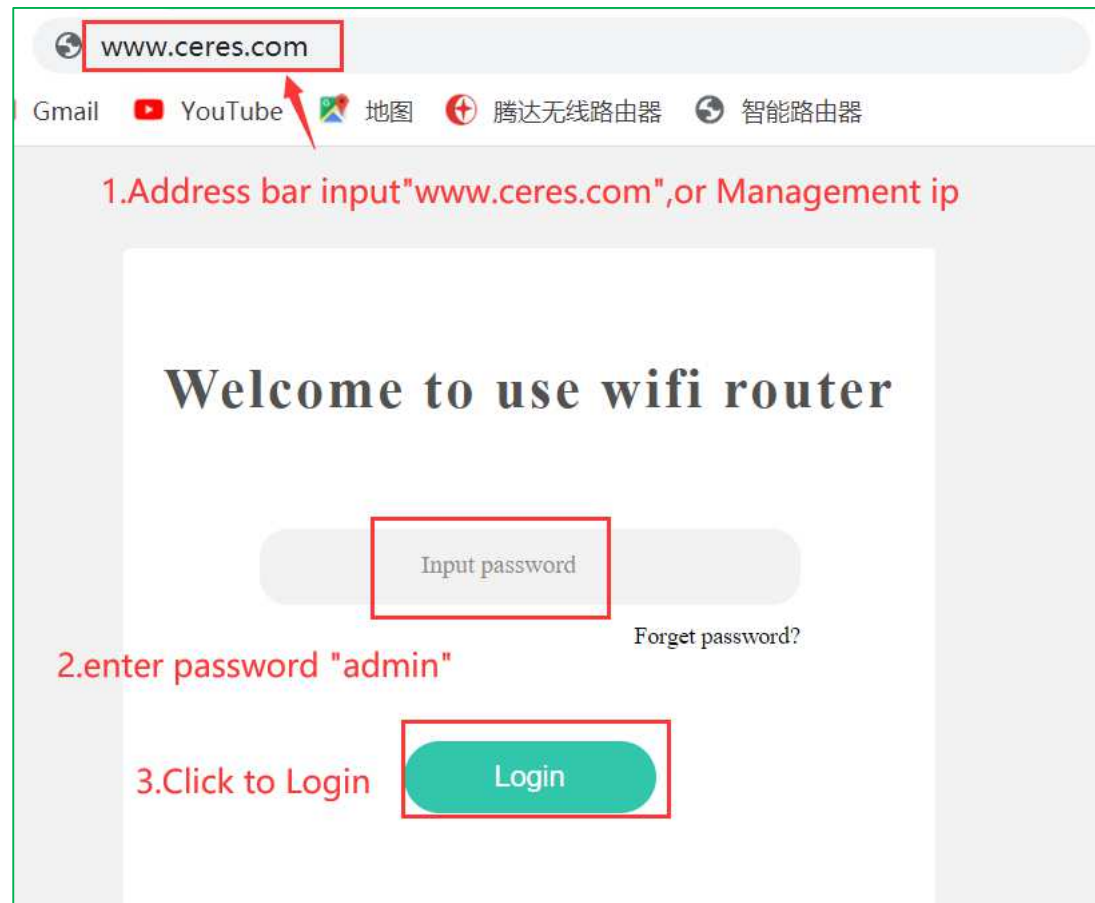 www.ceres.com
Gmail YouTube 地图 腾达无线路由器 智能路由器
1.Address bar input"www.ceres.com",or Management ip
Welcome to use wifi router
Input password
Forget password?
2.enter password "admin"
3.Click to Login
Login